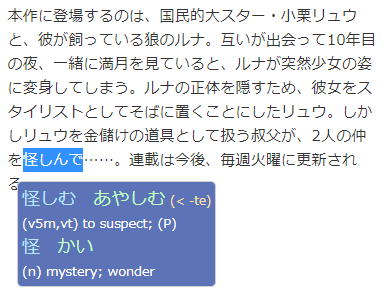 本作に登場するのは、国民的大スター・小栗リュウ
と、彼が飼っている狼のルナ。互いが出会って10年目
の夜、一緒に満月を見ていると、ルナが突然少女の姿
に変身してしまう。ルナの正体を隠すため、彼女をス
タイリストとしてそばに置くことにしたリュウ。しか
しリュウを金儲けの道具として扱う叔父が、2人の仲
を怪しんで……。連載は今後、毎週火曜に更新され
る
怪しむ あやしむ (< -te)
(v5m,vt) to suspect; (P)
怪 かい
(n) mystery; wonder